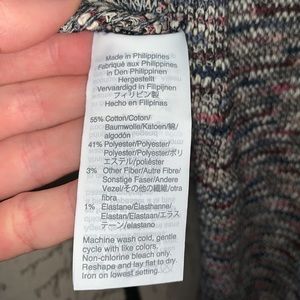 Made in Philippines
Fabriqué aux Philippines
In Den Philippinen
Hergestellt
Vervaardigd in Filipijnen
フィリピン製
Hecho en Filipinas
55% Cotton/Coton/
Baumwolle/Katoen/綿/
algodón
41% Polyester/Polyester/
Polyester/Polyester/ポリ
エステル/poliéster
3% Other Fiber/Autre Fibre/
Sonstige Faser/Andere
Vezel/その他の繊維/otra
fibra
1% Elastane/Élasthanne/
Elastan/Elastaan/エラス
テーン/elastano
Machine wash cold, gentle
cycle with like colors.
Non-chlorine bleach only.
Reshape and lay flat to dry.
Iron on lowest setting.